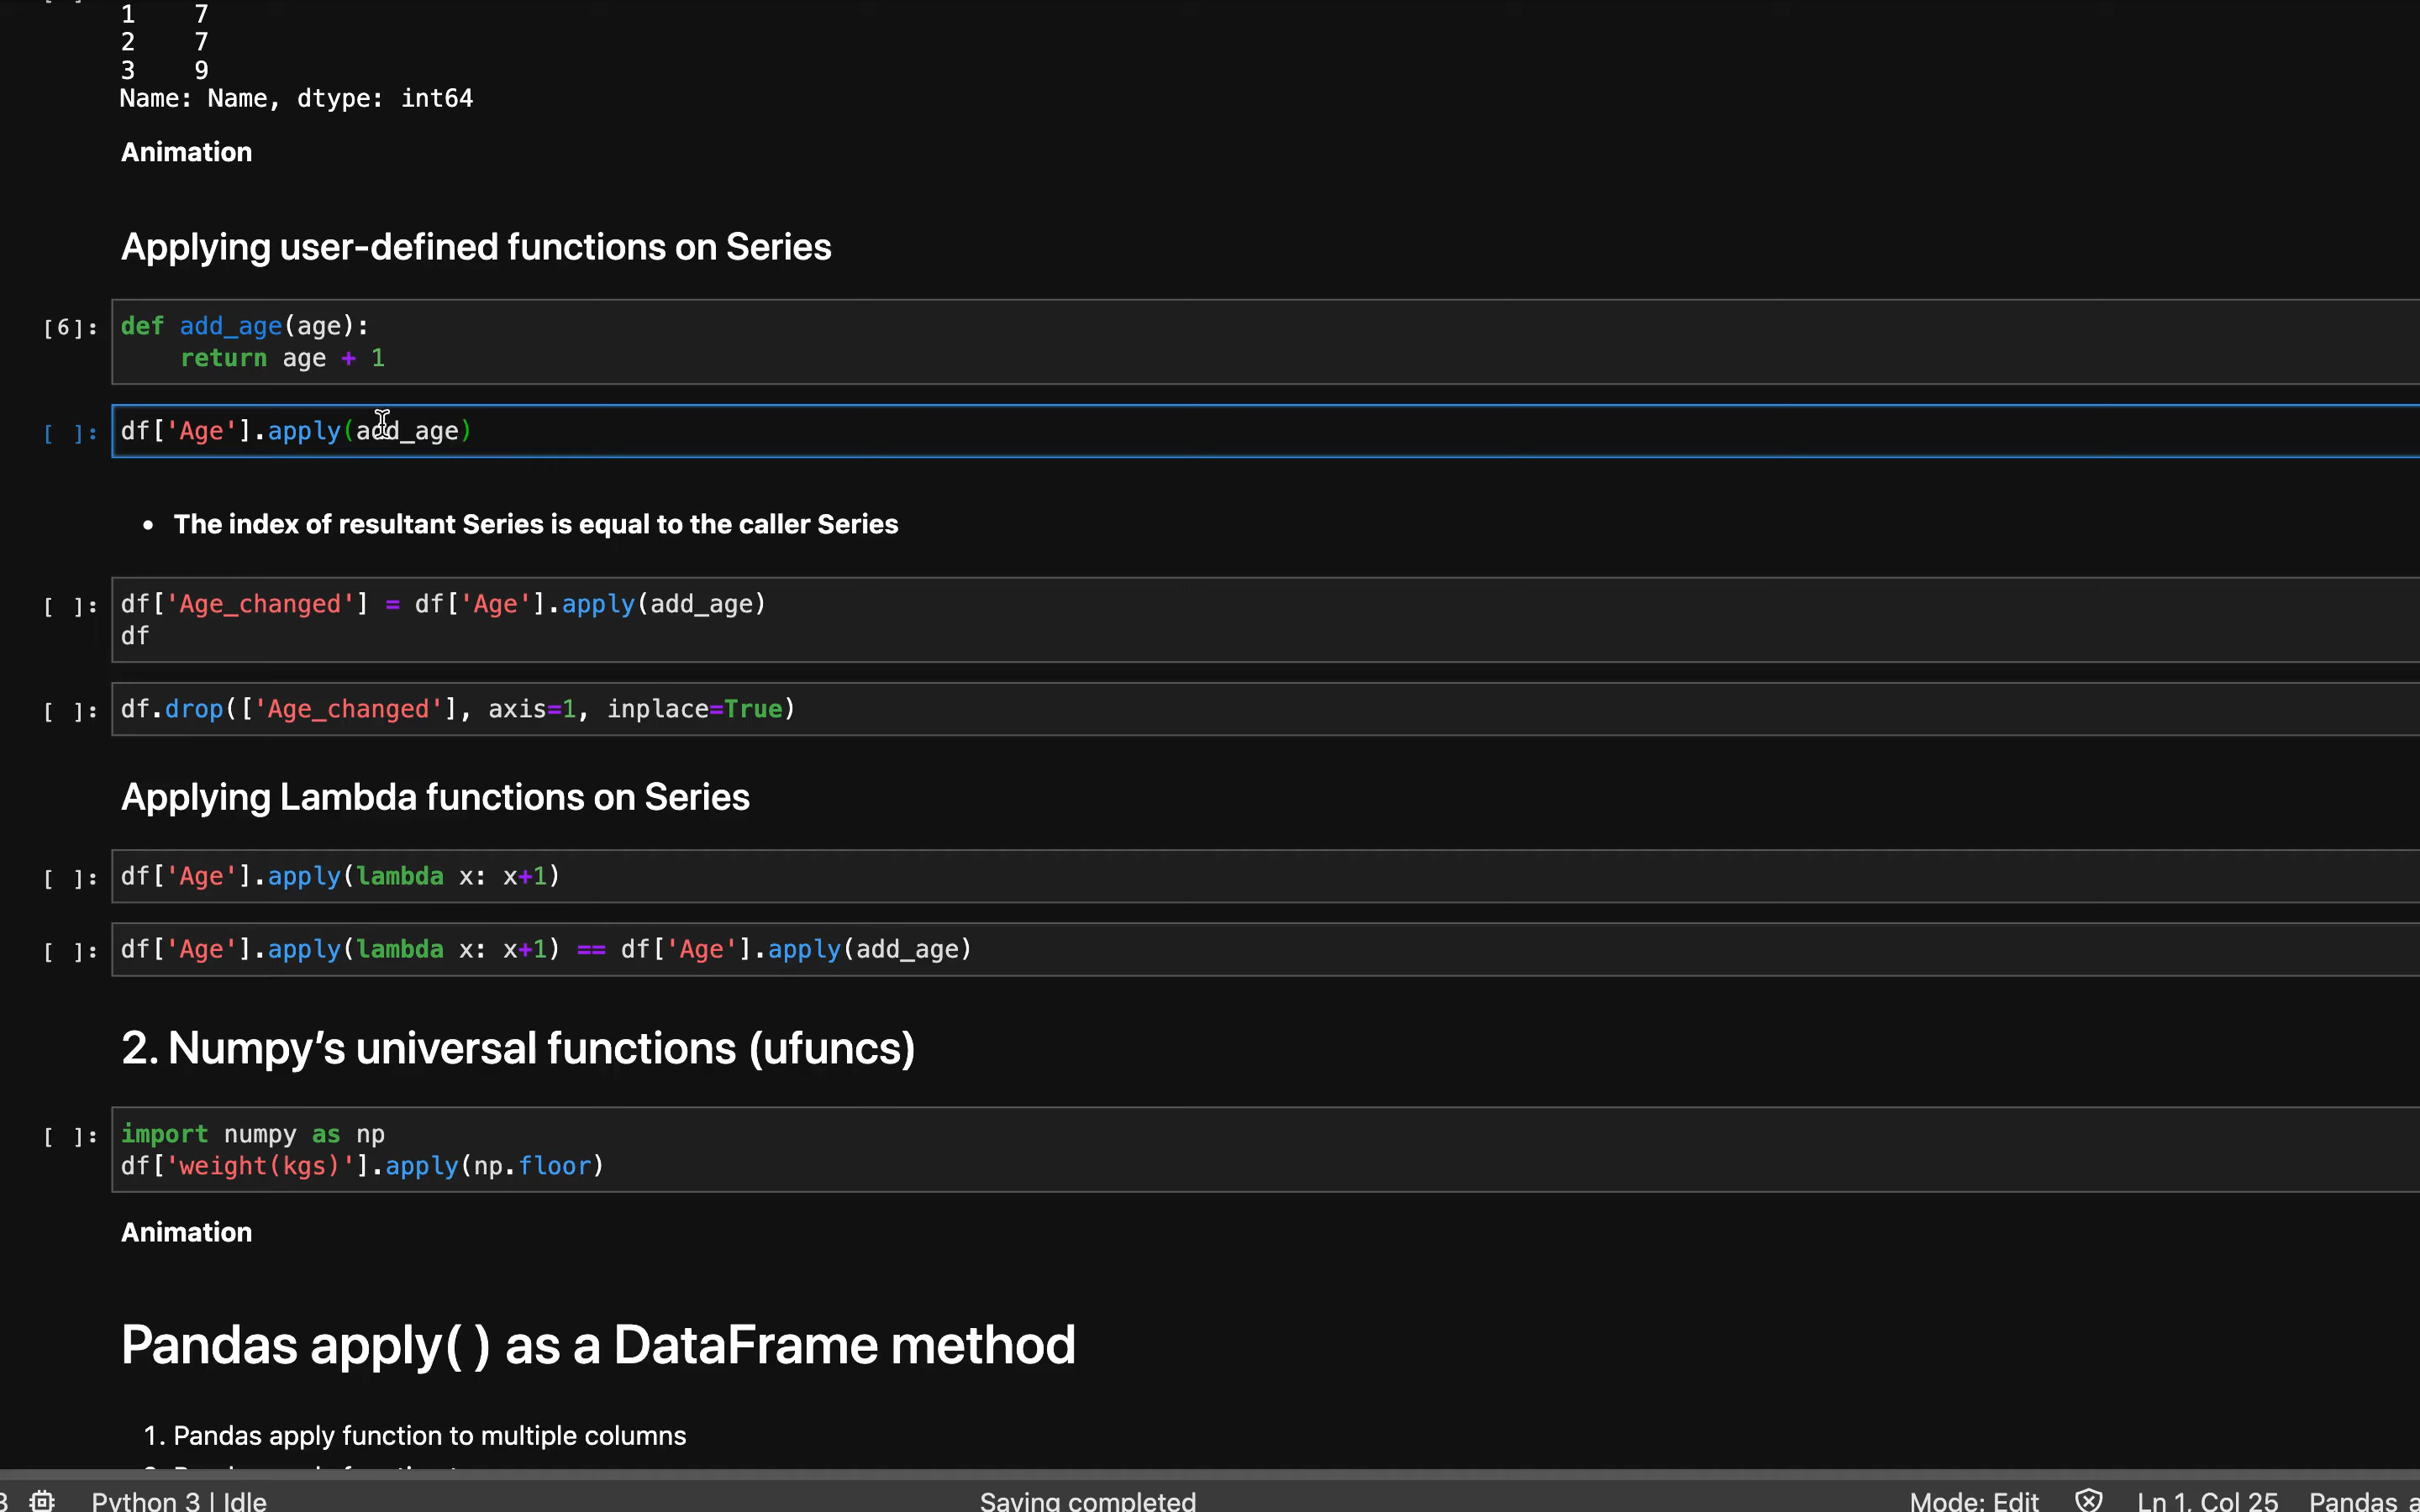 1    7
2    7
3    9
Name: Name, dtype: int64
Animation
Applying user-defined functions on Series
[6]: def add_age(age):
return age + 1
[ ]: df['Age'].apply(add_age)
• The index of resultant Series is equal to the caller Series
[ ]: df['Age_changed'] = df['Age'].apply(add_age)
df
[ ]: df.drop(['Age_changed'], axis=1, inplace=True)
Applying Lambda functions on Series
[ ]: df['Age'].apply(lambda x: x+1)
[ ]: df['Age'].apply(lambda x: x+1) == df['Age'].apply(add_age)
2. Numpy’s universal functions (ufuncs)
[ ]: import numpy as np
df['weight(kgs)'].apply(np.floor)
Animation
Pandas apply( ) as a DataFrame method
1. Pandas apply function to multiple columns
Python 3 | Idle Saving completed Mode: Edit Ln 1, Col 25 Pandas a